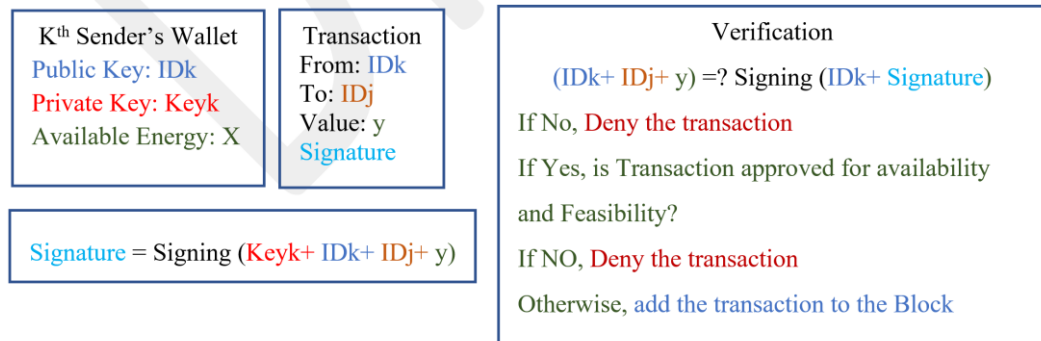 Kth Sender's Wallet
Public Key: IDk
Private Key: Keyk
Available Energy: X
Transaction
From: IDk
To: IDj
Value: y
Signature
Signature = Signing (Keyk+ IDk+ IDj+ y)
Verification
(IDk+ IDj+ y) =? Signing (IDk+ Signature)
If No, Deny the transaction
If Yes, is Transaction approved for availability
and Feasibility?
If NO, Deny the transaction
Otherwise, add the transaction to the Block